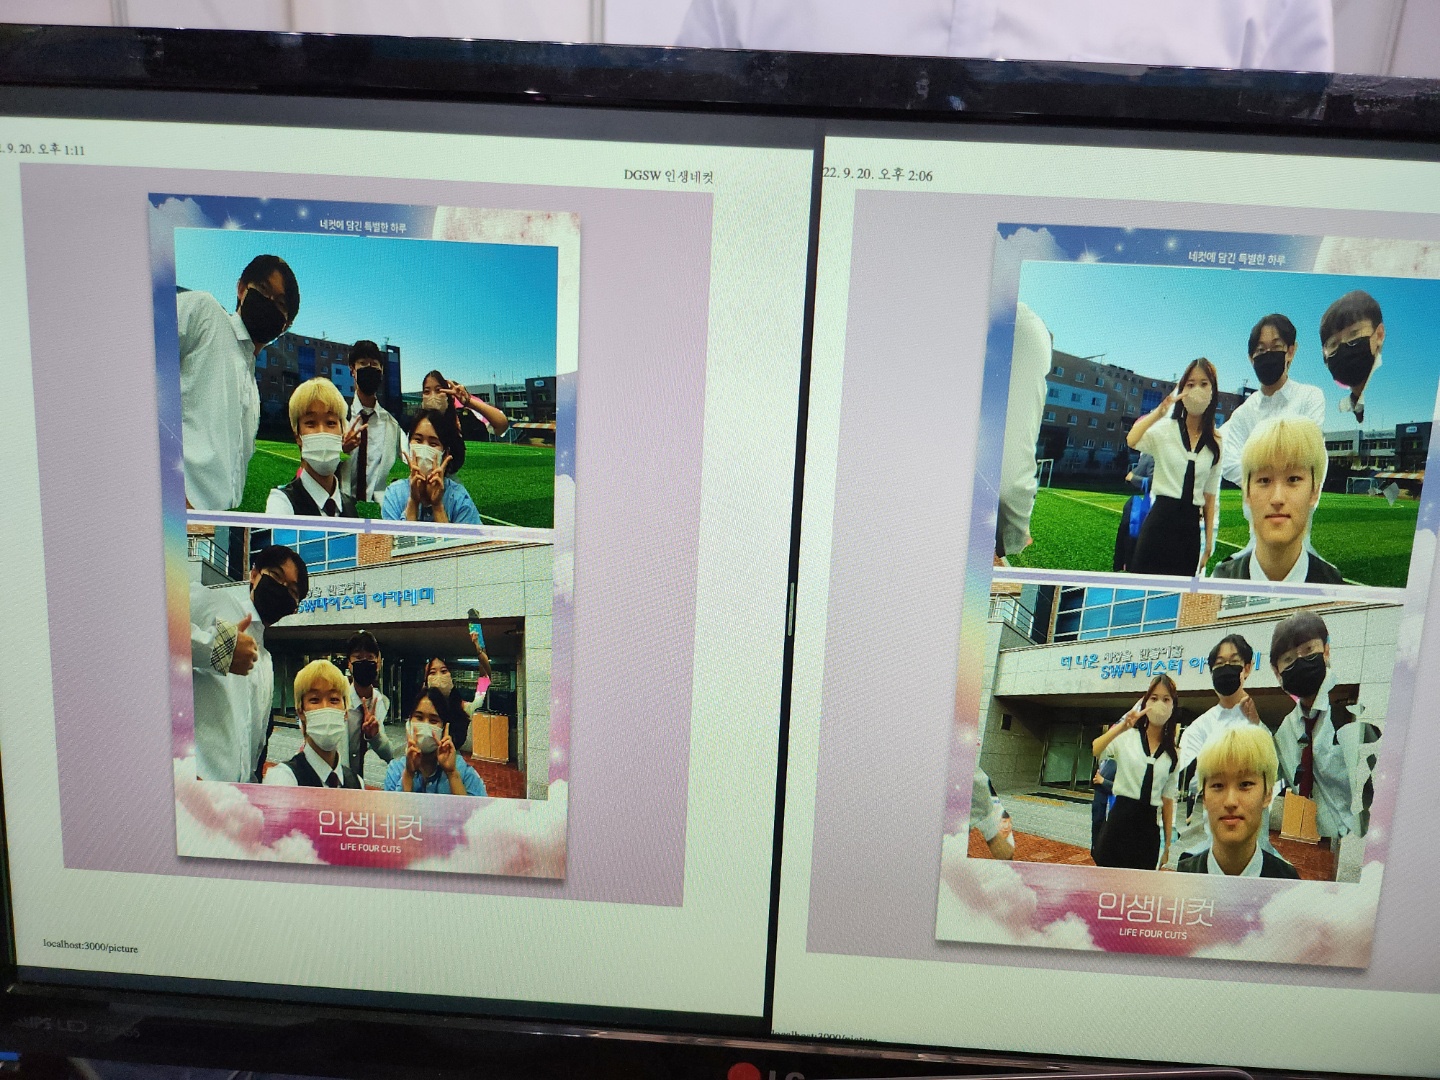 9. 20. 오후 1:11
DGSW 인생네컷
네컷에 담긴 특별한 하루
SW마이스터 아카데미
인생네컷
LIFE FOUR CUTS
localhost:3000/picture
22. 9. 20. 오후 2:06
네컷에 담긴 특별한 하루
더 나은 세상을 만들어갈
SW마이스터 아
인생네컷
LIFE FOUR CUTS
localhost:3000/picture
LG